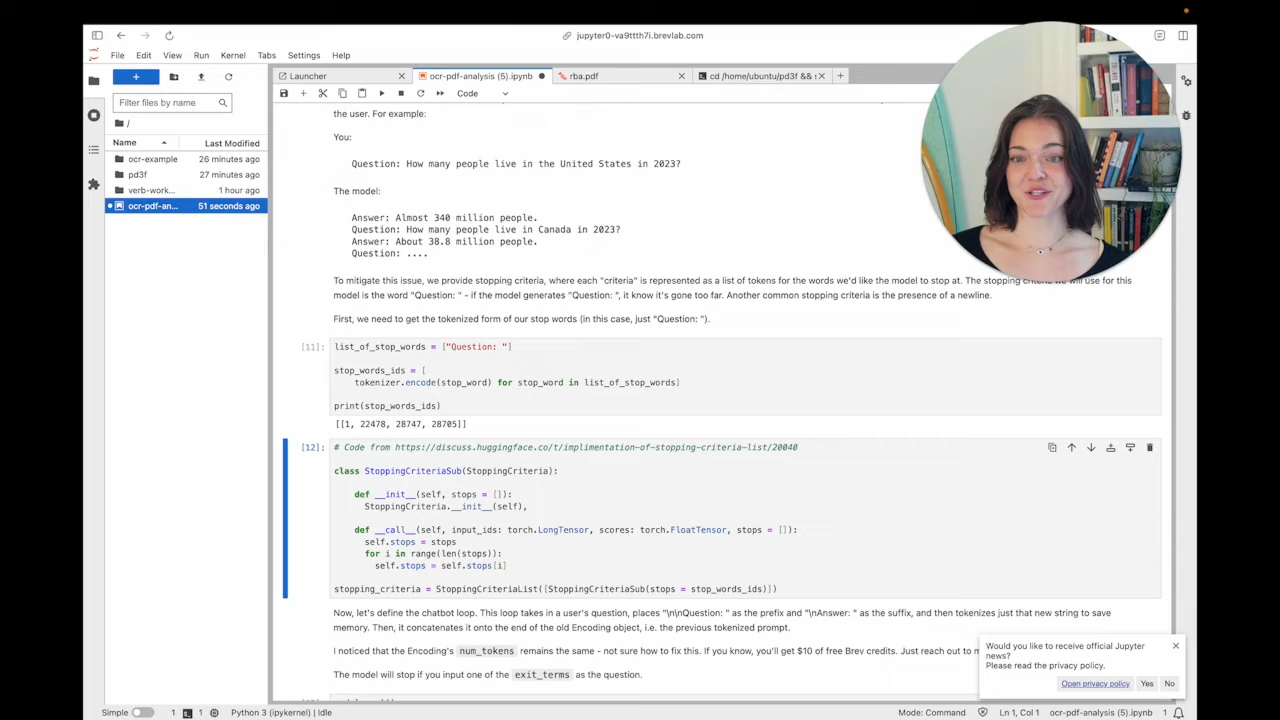 jupyter0-va9ttth7i.brevlab.com
File Edit View Run Kernel Tabs Settings Help
Launcher
ocr-pdf-analysis (5).ipynb
rba.pdf
cd /home/ubuntu/pd3f && s
Filter files by name
Code
/
Name Last Modified
ocr-example 26 minutes ago
pd3f 27 minutes ago
verb-work... 1 hour ago
ocr-pdf-an... 51 seconds ago
the user. For example:
You:
Question: How many people live in the United States in 2023?
The model:
Answer: Almost 340 million people.
Question: How many people live in Canada in 2023?
Answer: About 38.8 million people.
Question: ....
To mitigate this issue, we provide stopping criteria, where each "criteria" is represented as a list of tokens for the words we'd like the model to stop at. The stopping criteria we will use for this
model is the word "Question: " - if the model generates "Question: ", it know it's gone too far. Another common stopping criteria is the presence of a newline.
First, we need to get the tokenized form of our stop words (in this case, just "Question: ").
[11]: list_of_stop_words = ["Question: "]
stop_words_ids = [
tokenizer.encode(stop_word) for stop_word in list_of_stop_words]
print(stop_words_ids)
[[1, 22478, 28747, 28705]]
[12]: # Code from https://discuss.huggingface.co/t/implimentation-of-stopping-criteria-list/20040
class StoppingCriteriaSub(StoppingCriteria):
def __init__(self, stops = []):
StoppingCriteria.__init__(self),
def __call__(self, input_ids: torch.LongTensor, scores: torch.FloatTensor, stops = []):
self.stops = stops
for i in range(len(stops)):
self.stops = self.stops[i]
stopping_criteria = StoppingCriteriaList([StoppingCriteriaSub(stops = stop_words_ids)])
Now, let's define the chatbot loop. This loop takes in a user's question, places "\n\nQuestion: " as the prefix and "\nAnswer: " as the suffix, and then tokenizes just that new string to save
memory. Then, it concatenates it onto the end of the old Encoding object, i.e. the previous tokenized prompt.
I noticed that the Encoding's num_tokens remains the same - not sure how to fix this. If you know, you'll get $10 of free Brev credits. Just reach out to m
The model will stop if you input one of the exit_terms as the question.
Would you like to receive official Jupyter
news?
Please read the privacy policy.
Open privacy policy Yes No
Simple 1 1 Python 3 (ipykernel) | Idle Mode: Command Ln 1, Col 1 ocr-pdf-analysis (5).ipynb 1